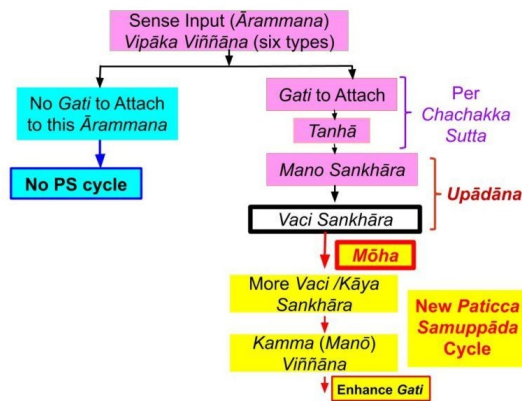 Sense Input (Ārammana)
Vipāka Viññāna (six types)
No Gati to Attach
to this Ārammana
No PS cycle
Gati to Attach
Tanhā
Per
Chachakka
Sutta
Mano Sankhāra
Vaci Sankhāra
Upādāna
Mōha
More Vaci /Kāya
Sankhāra
Kamma (Manō)
Viññāna
Enhance Gati
New Paticca
Samuppāda
Cycle